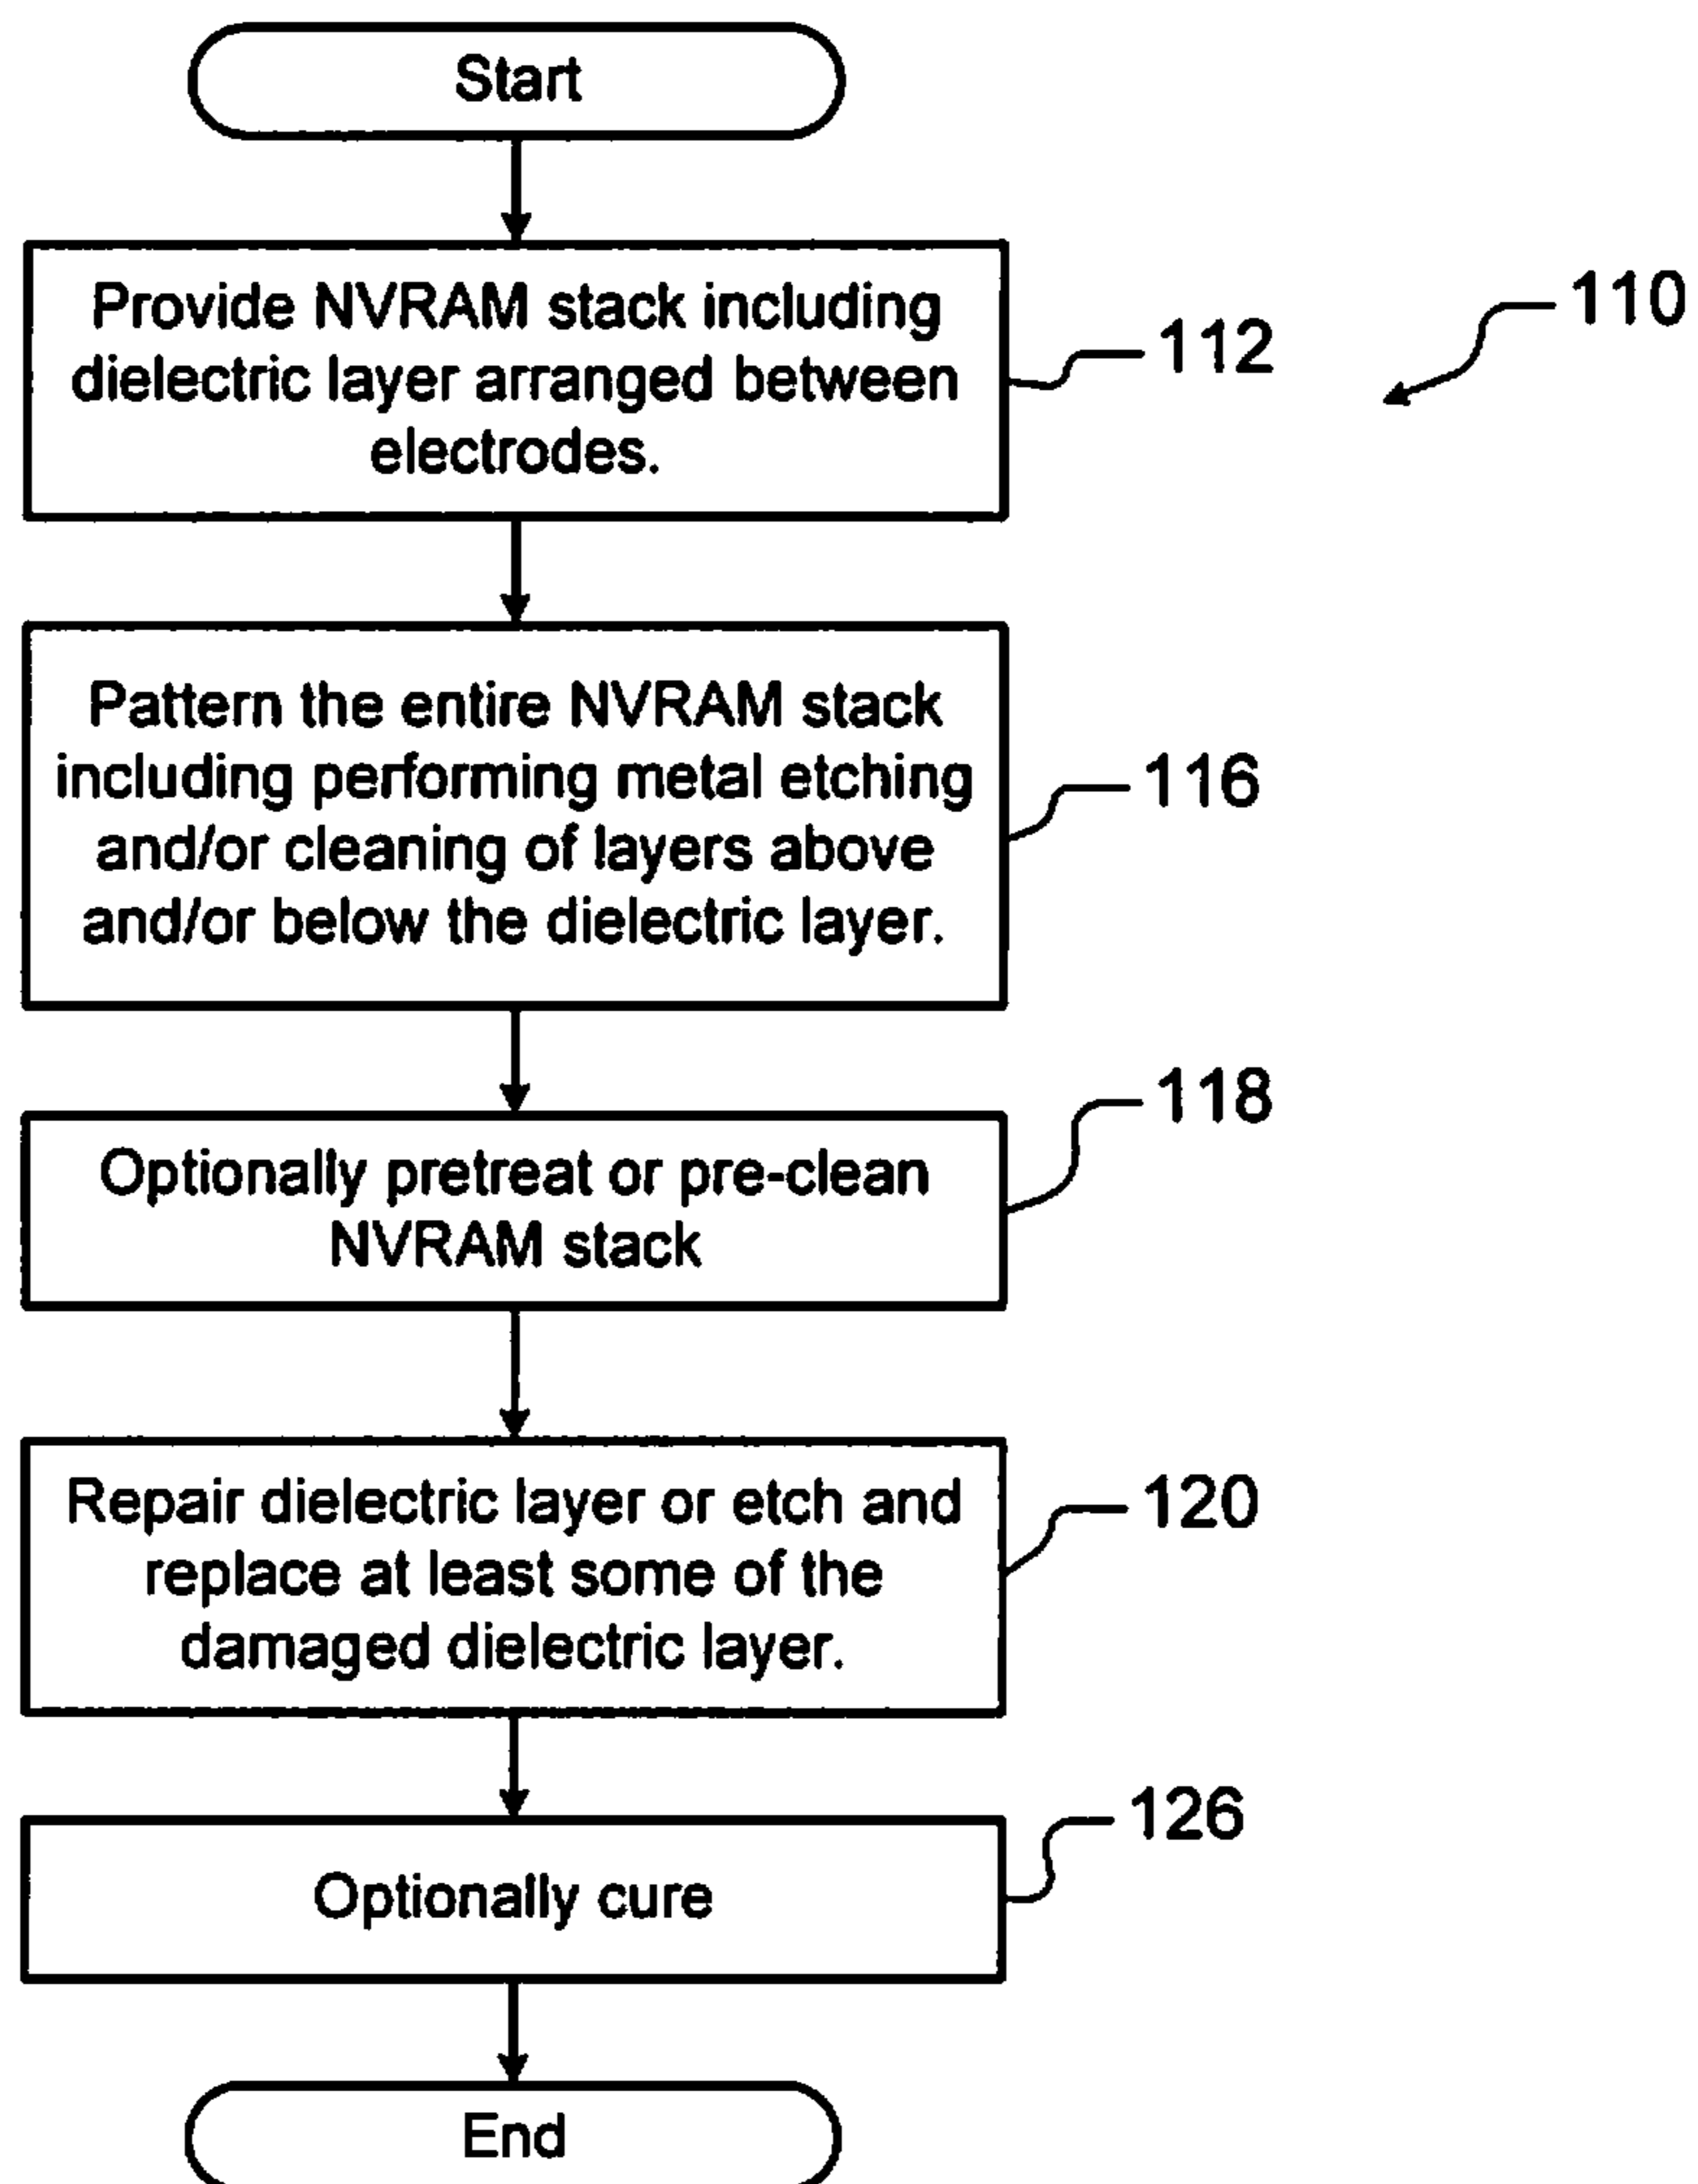 Start
Provide NVRAM stack including
dielectric layer arranged between
electrodes.
110
112
Pattern the entire NVRAM stack
including performing metal etching
and/or cleaning of layers above
and/or below the dielectric layer.
116
118
Optionally pretreat or pre-clean
NVRAM stack
Repair dielectric layer or etch and
replace at least some of the
damaged dielectric layer.
120
126
Optionally cure
End